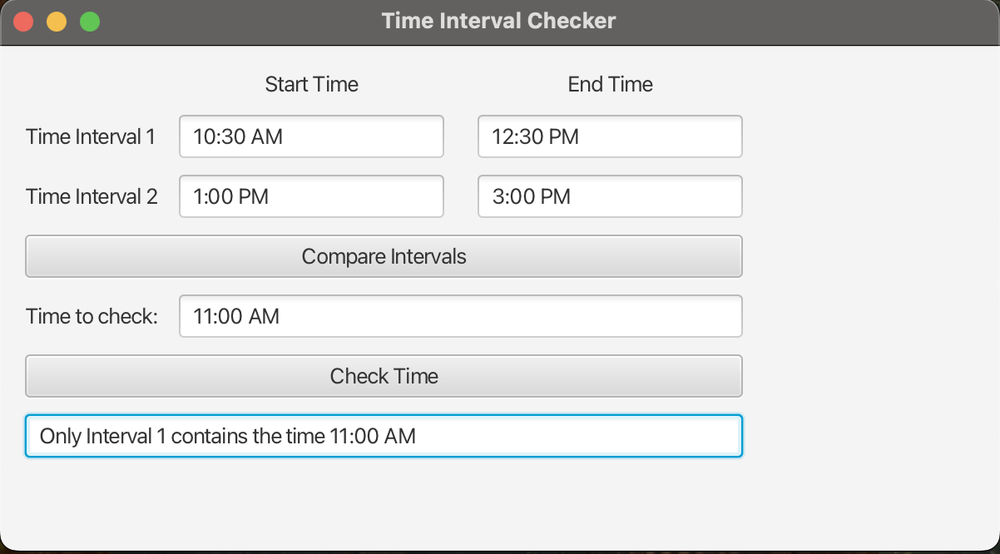 Time Interval Checker
Start Time End Time
Time Interval 1 10:30 AM 12:30 PM
Time Interval 2 1:00 PM 3:00 PM
Compare Intervals
Time to check: 11:00 AM
Check Time
Only Interval 1 contains the time 11:00 AM